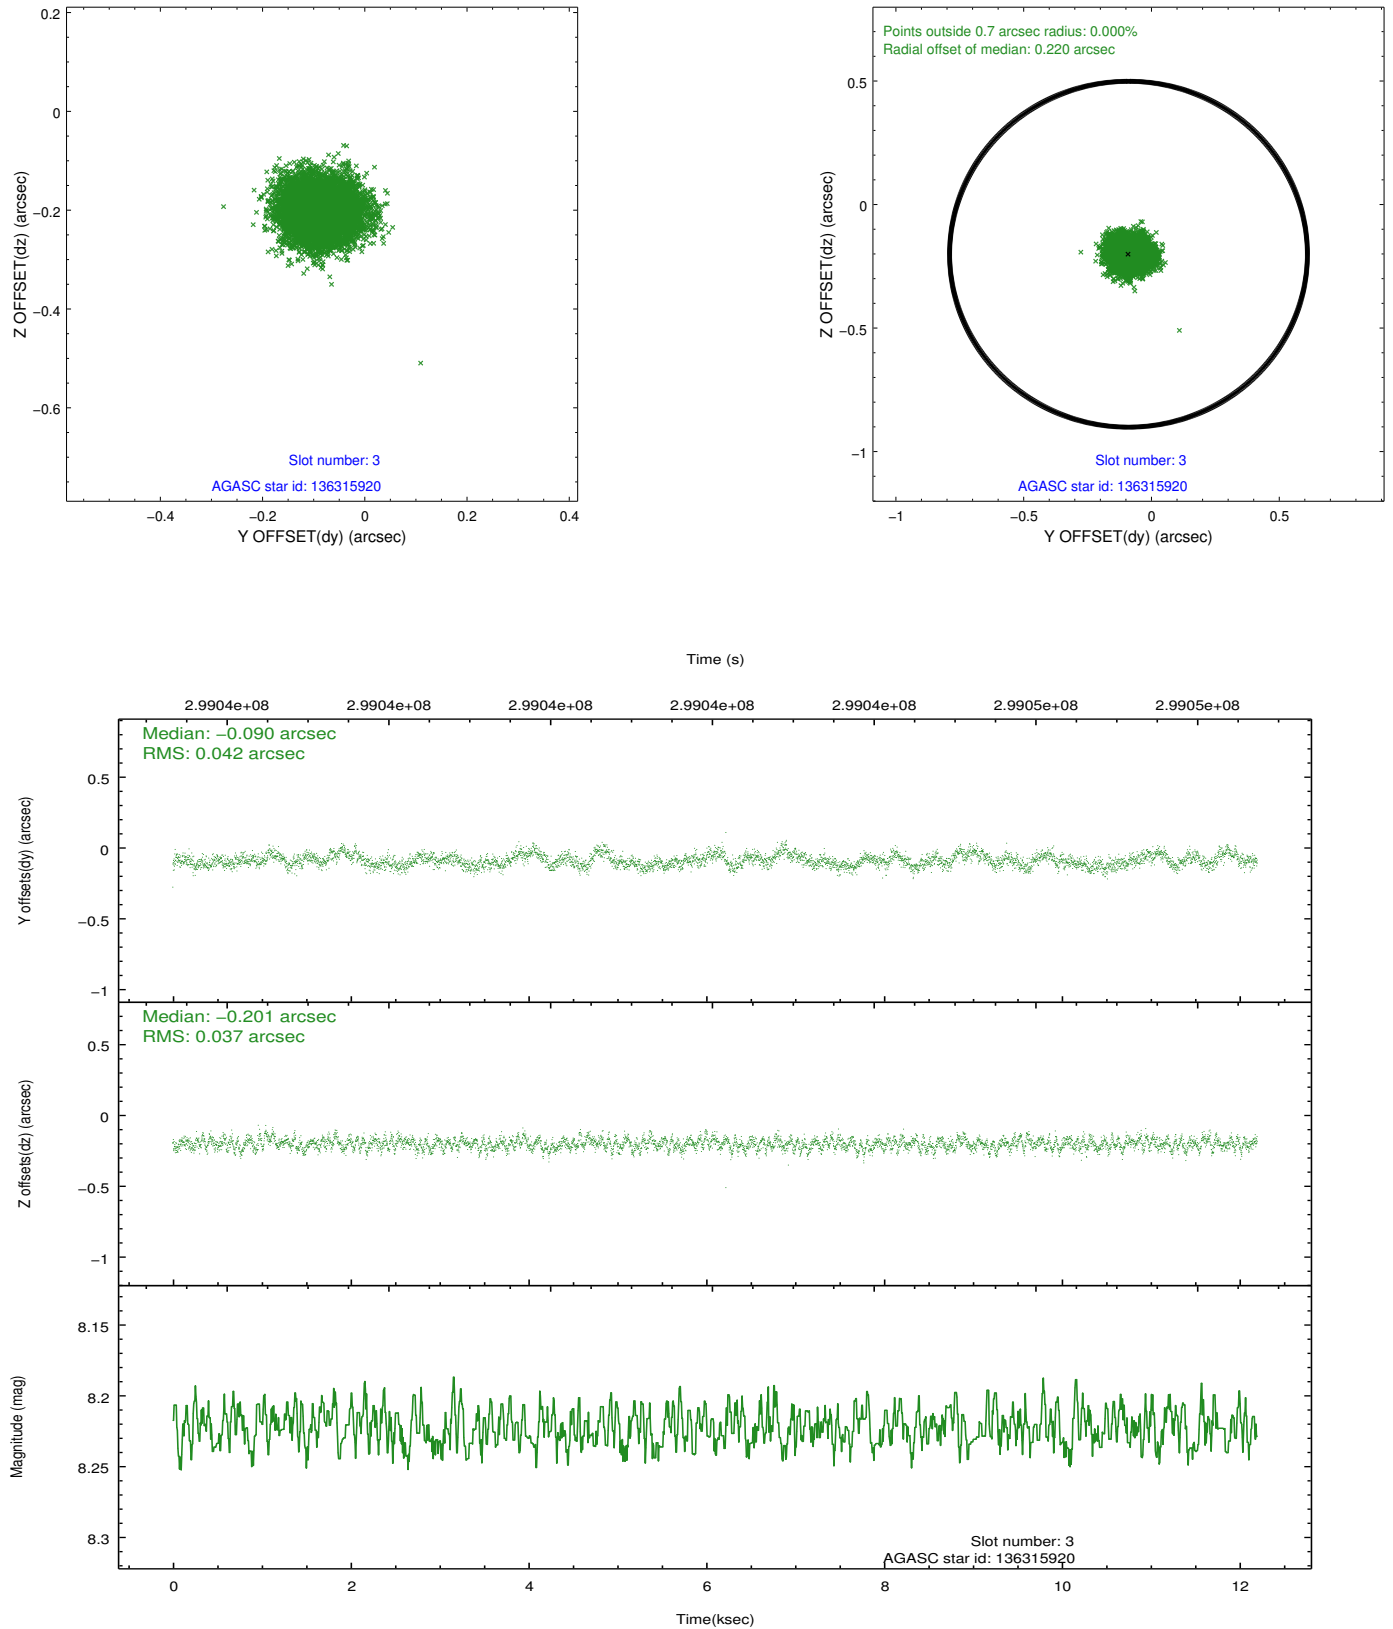 0.2
0
−0.2
−0.4
−0.6
Z OFFSET(dz) (arcsec)
Slot number: 3
AGASC star id: 136315920
−0.4 −0.2 0 0.2 0.4
Y OFFSET(dy) (arcsec)
Points outside 0.7 arcsec radius: 0.000%
Radial offset of median: 0.220 arcsec
0.5
0
−0.5
−1
Z OFFSET(dz) (arcsec)
Slot number: 3
AGASC star id: 136315920
−1 −0.5 0 0.5
Y OFFSET(dy) (arcsec)
Time (s)
2.9904e+08 2.9904e+08 2.9904e+08 2.9904e+08 2.9904e+08 2.9905e+08 2.9905e+08
Median: −0.090 arcsec
RMS: 0.042 arcsec
0.5
0
−0.5
−1
Y offsets(dy) (arcsec)
Median: −0.201 arcsec
RMS: 0.037 arcsec
0.5
0
−0.5
−1
Z offsets(dz) (arcsec)
8.15
8.2
8.25
8.3
Magnitude (mag)
Slot number: 3
AGASC star id: 136315920
0 2 4 6 8 10 12
Time(ksec)